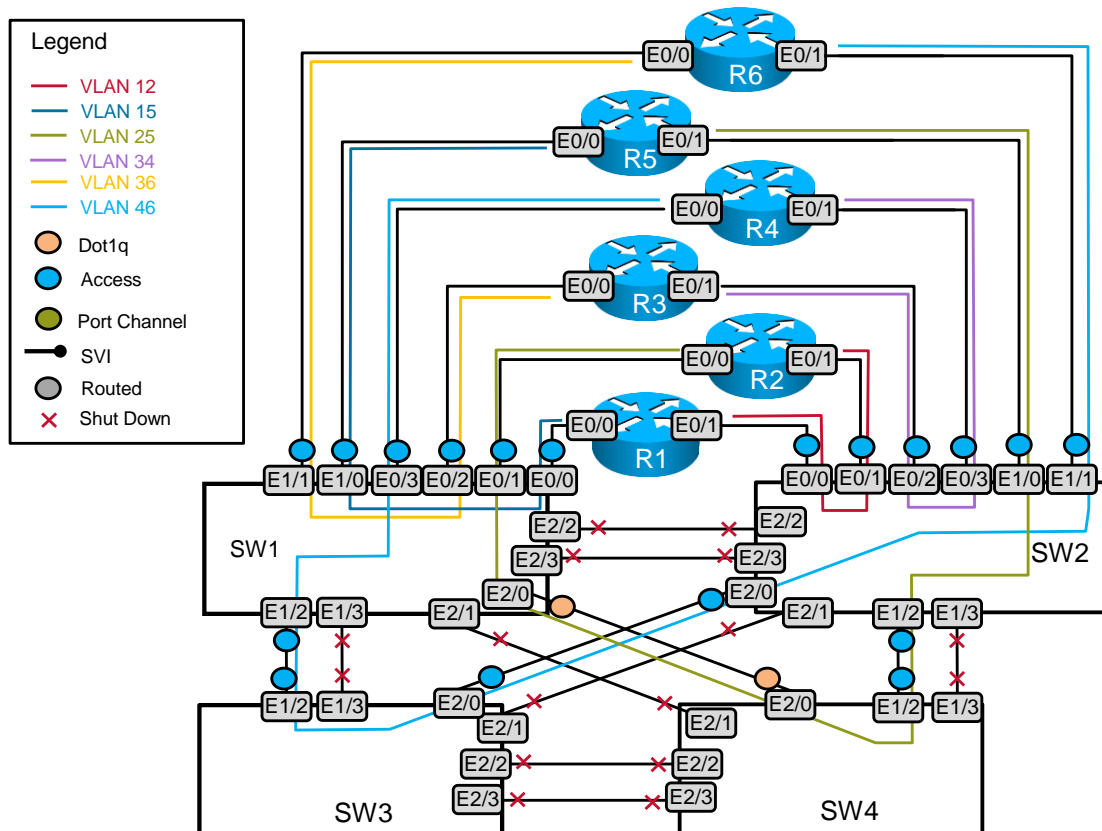 Legend
VLAN 12
VLAN 15
VLAN 25
VLAN 34
VLAN 36
VLAN 46
Dot1q
Access
Port Channel
SVI
Routed
Shut Down
E0/0 R6 E0/1
E0/0 R5 E0/1
E0/0 R4 E0/1
E0/0 R3 E0/1
E0/0 R2 E0/1
E0/0 R1 E0/1
E1/1 E1/0 E0/3 E0/2 E0/1 E0/0
E0/0 E0/1 E0/2 E0/3 E1/0 E1/1
SW1
E2/2 E2/2
E2/3 E2/3
SW2
E2/0 E2/0
E1/2 E1/3 E2/1
E2/1 E1/2 E1/3
E1/2 E1/3 E2/0
E2/0 E1/2 E1/3
E2/1 E2/1
E2/2 E2/2
E2/3 E2/3
SW3
SW4